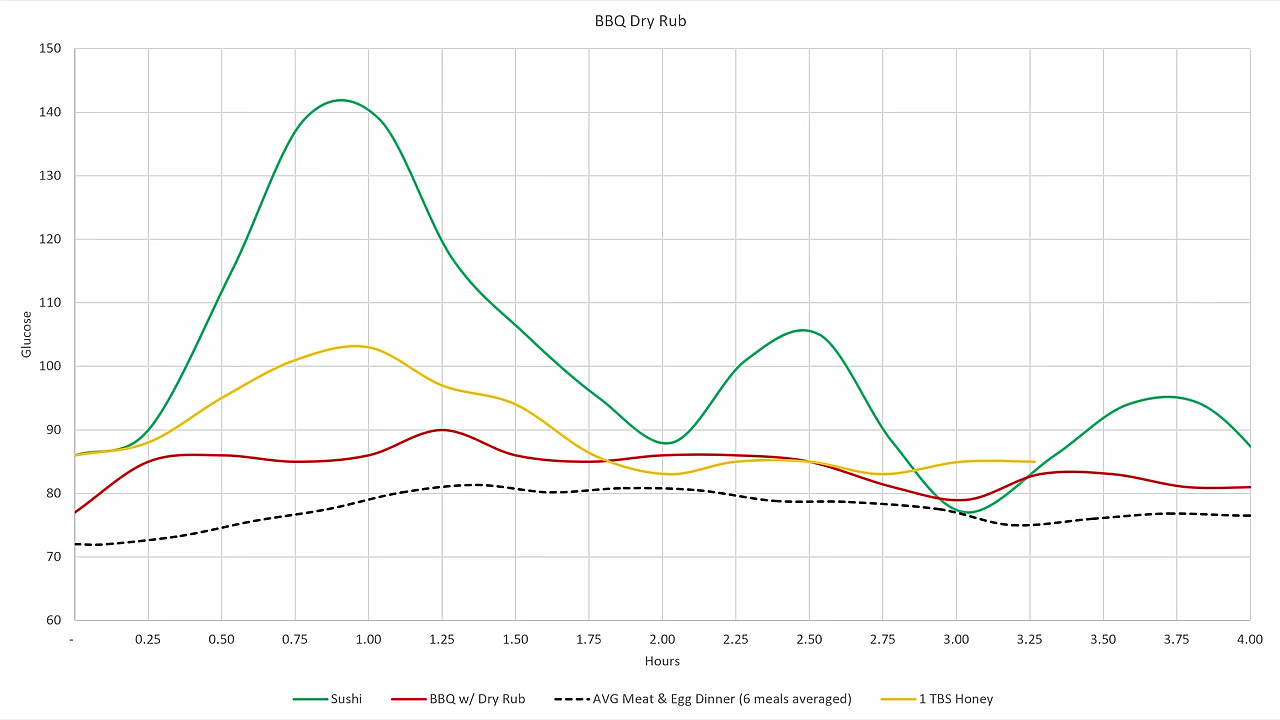 BBQ Dry Rub
150
140
130
120
110
100
90
80
70
60
Glucose
- 0.25 0.50 0.75 1.00 1.25 1.50 1.75 2.00 2.25 2.50 2.75 3.00 3.25 3.50 3.75 4.00
Hours
Sushi BBQ w/ Dry Rub AVG Meat & Egg Dinner (6 meals averaged) 1 TBS Honey